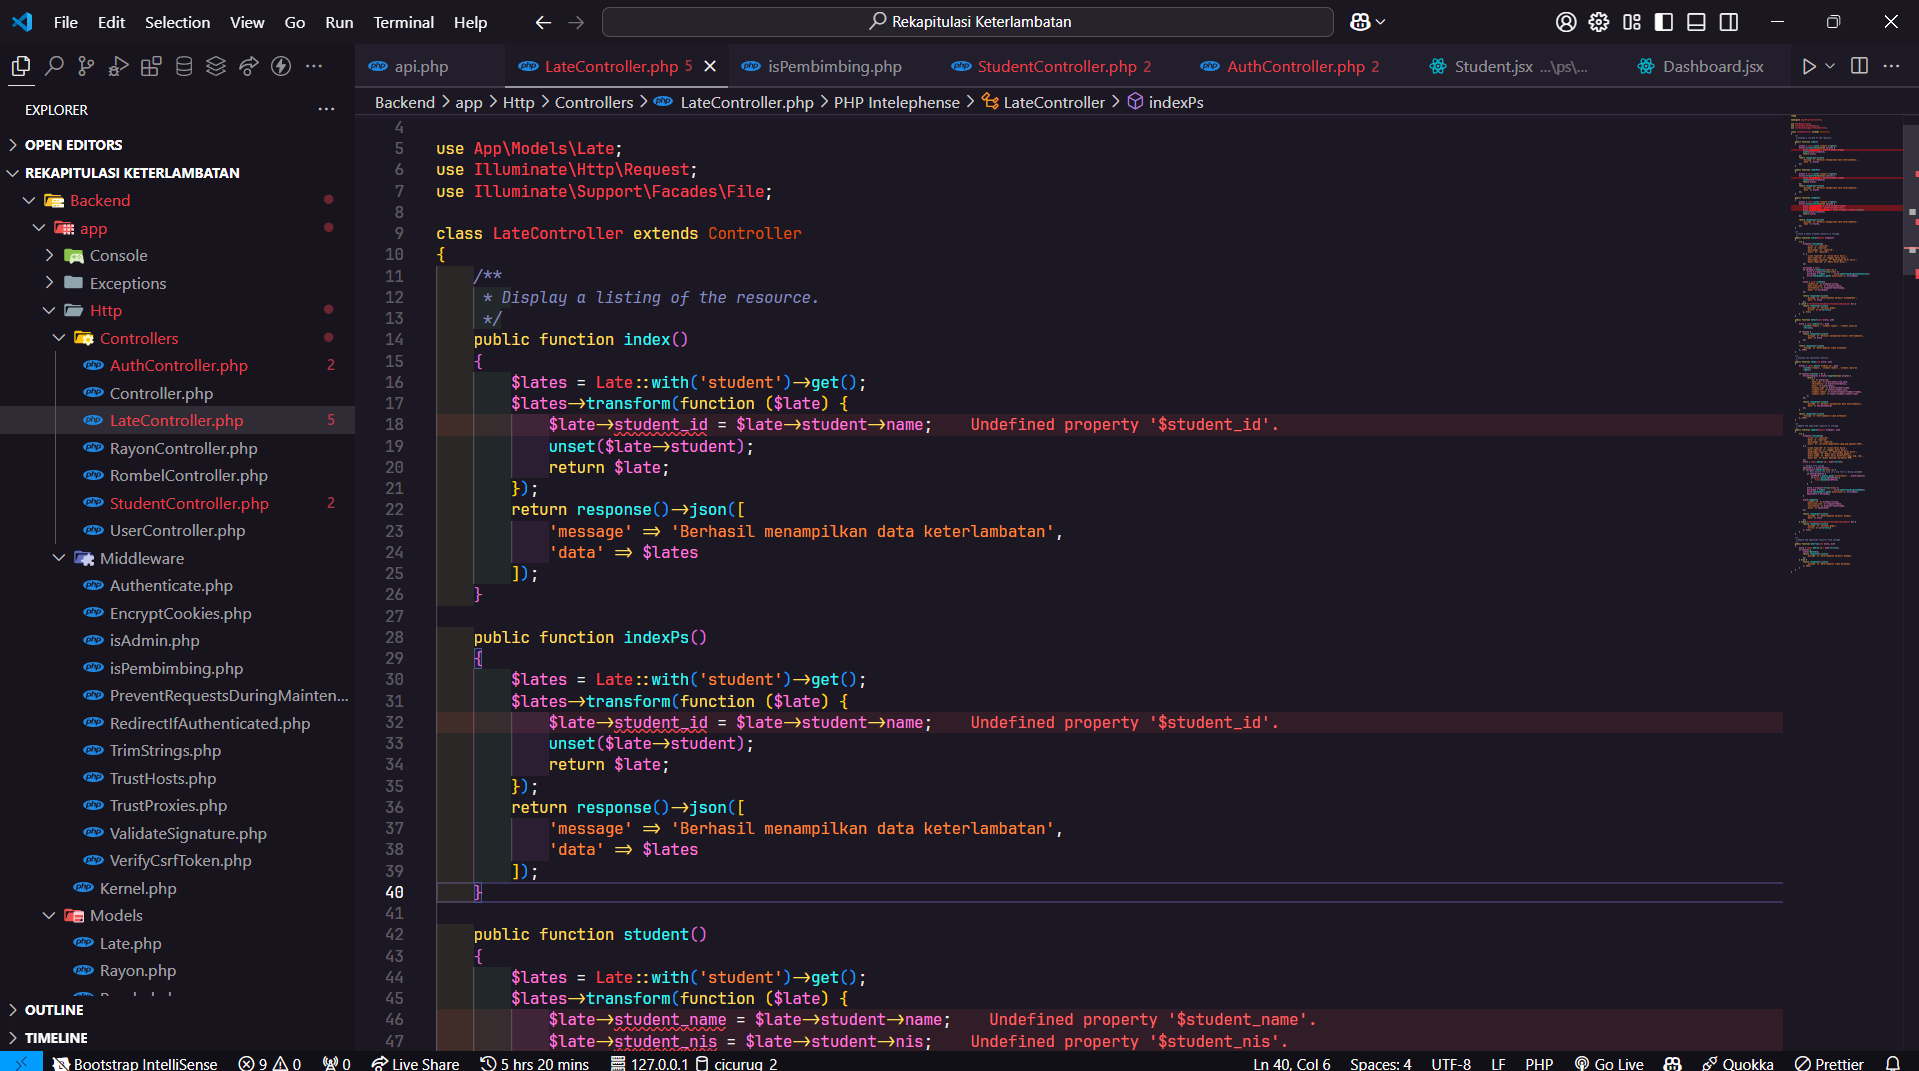 File Edit Selection View Go Run Terminal Help
Rekapitulasi Keterlambatan
EXPLORER
OPEN EDITORS
REKAPITULASI KETERLAMBATAN
Backend
app
Console
Exceptions
Http
Controllers
AuthController.php 2
Controller.php
LateController.php 5
RayonController.php
RombelController.php
StudentController.php 2
UserController.php
Middleware
Authenticate.php
EncryptCookies.php
isAdmin.php
isPembimbing.php
PreventRequestsDuringMainten...
RedirectIfAuthenticated.php
TrimStrings.php
TrustHosts.php
TrustProxies.php
ValidateSignature.php
VerifyCsrfToken.php
Kernel.php
Models
Late.php
Rayon.php
OUTLINE
TIMELINE
api.php LateController.php 5 isPembimbing.php StudentController.php 2 AuthController.php 2 Student.jsx ...\ps\... Dashboard.jsx
Backend > app > Http > Controllers > LateController.php > PHP Intelephense > LateController > indexPs
4
5 use App\Models\Late;
6 use Illuminate\Http\Request;
7 use Illuminate\Support\Facades\File;
8
9 class LateController extends Controller
10 {
11 /**
12 * Display a listing of the resource.
13 */
14 public function index()
15 {
16 $lates = Late::with('student')->get();
17 $lates->transform(function ($late) {
18 $late->student_id = $late->student->name; Undefined property '$student_id'.
19 unset($late->student);
20 return $late;
21 });
22 return response()->json([
23 'message' => 'Berhasil menampilkan data keterlambatan',
24 'data' => $lates
25 ]);
26 }
27
28 public function indexPs()
29 {
30 $lates = Late::with('student')->get();
31 $lates->transform(function ($late) {
32 $late->student_id = $late->student->name; Undefined property '$student_id'.
33 unset($late->student);
34 return $late;
35 });
36 return response()->json([
37 'message' => 'Berhasil menampilkan data keterlambatan',
38 'data' => $lates
39 ]);
40 }
41
42 public function student()
43 {
44 $lates = Late::with('student')->get();
45 $lates->transform(function ($late) {
46 $late->student_name = $late->student->name; Undefined property '$student_name'.
47 $late->student_nis = $late->student->nis; Undefined property '$student_nis'.
Bootstrap IntelliSense 9 0 0 Live Share 5 hrs 20 mins 127.0.0.1 cicurug_2 Ln 40, Col 6 Spaces: 4 UTF-8 LF PHP Go Live Quokka Prettier